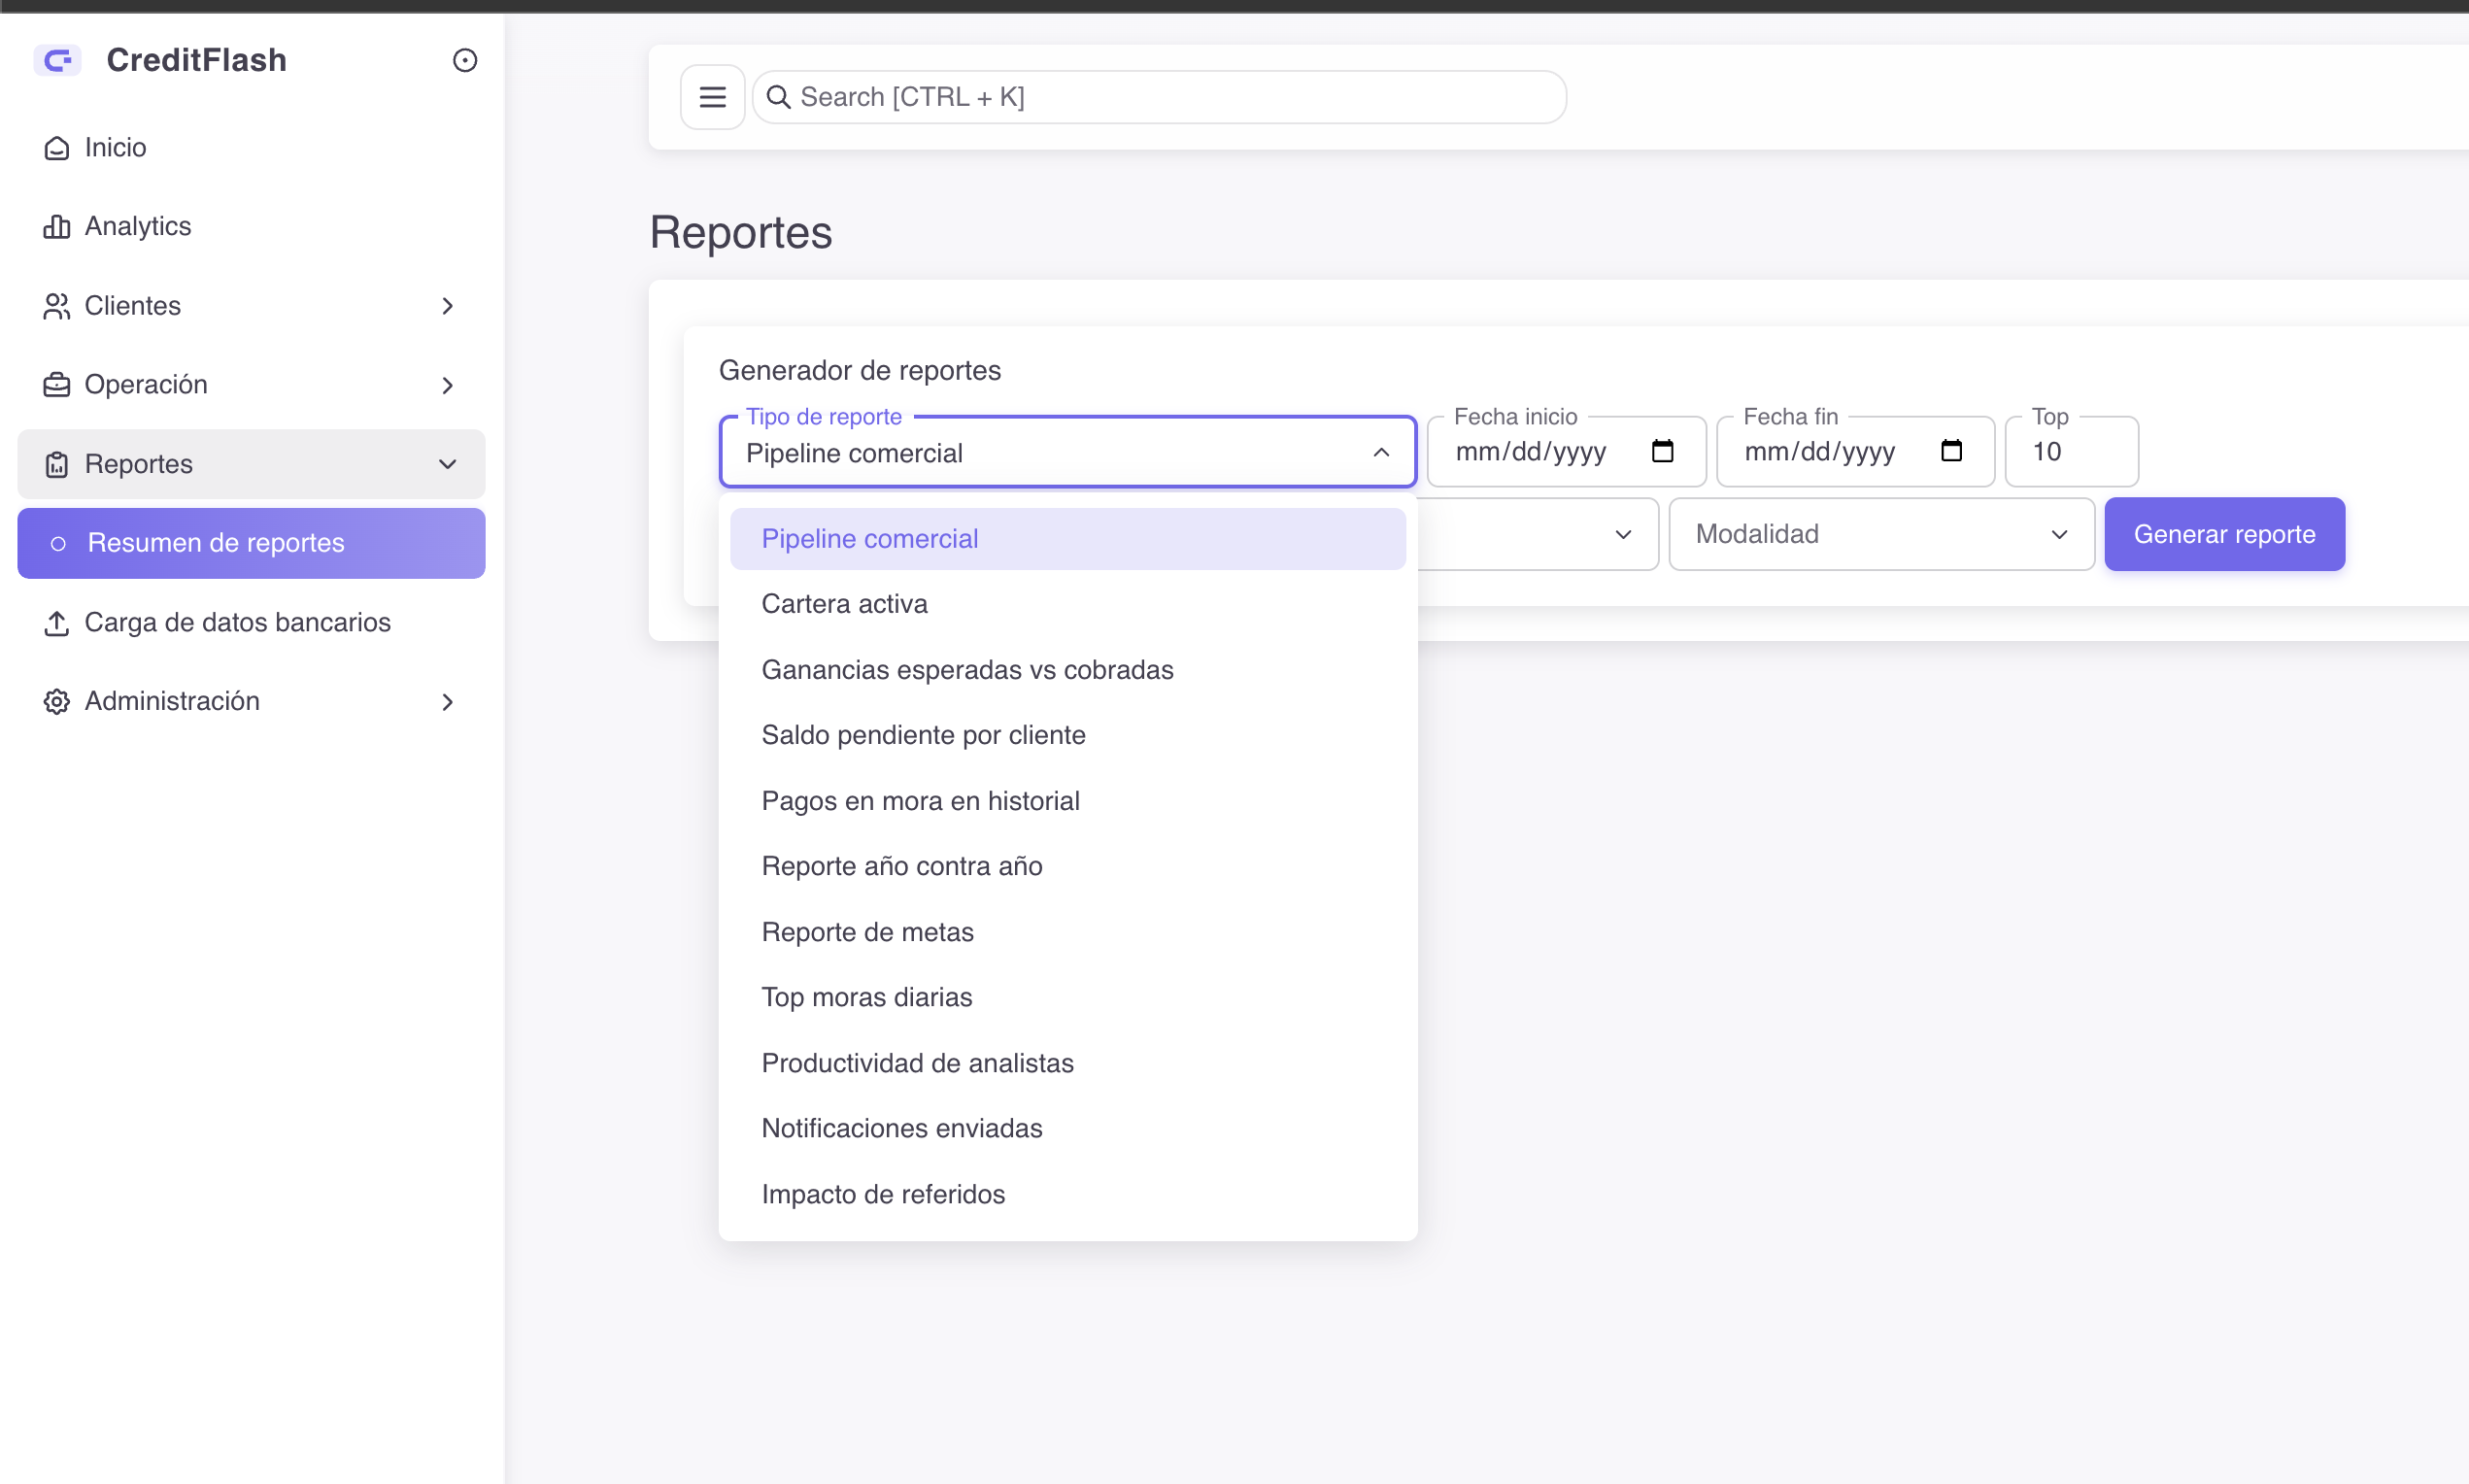 CreditFlash
Inicio
Analytics
Clientes
Operación
Reportes
Resumen de reportes
Carga de datos bancarios
Administración
Search [CTRL + K]
Reportes
Generador de reportes
Tipo de reporte
Pipeline comercial
Fecha inicio
mm/dd/yyyy
Fecha fin
mm/dd/yyyy
Top
10
Modalidad
Generar reporte
Pipeline comercial
Cartera activa
Ganancias esperadas vs cobradas
Saldo pendiente por cliente
Pagos en mora en historial
Reporte año contra año
Reporte de metas
Top moras diarias
Productividad de analistas
Notificaciones enviadas
Impacto de referidos